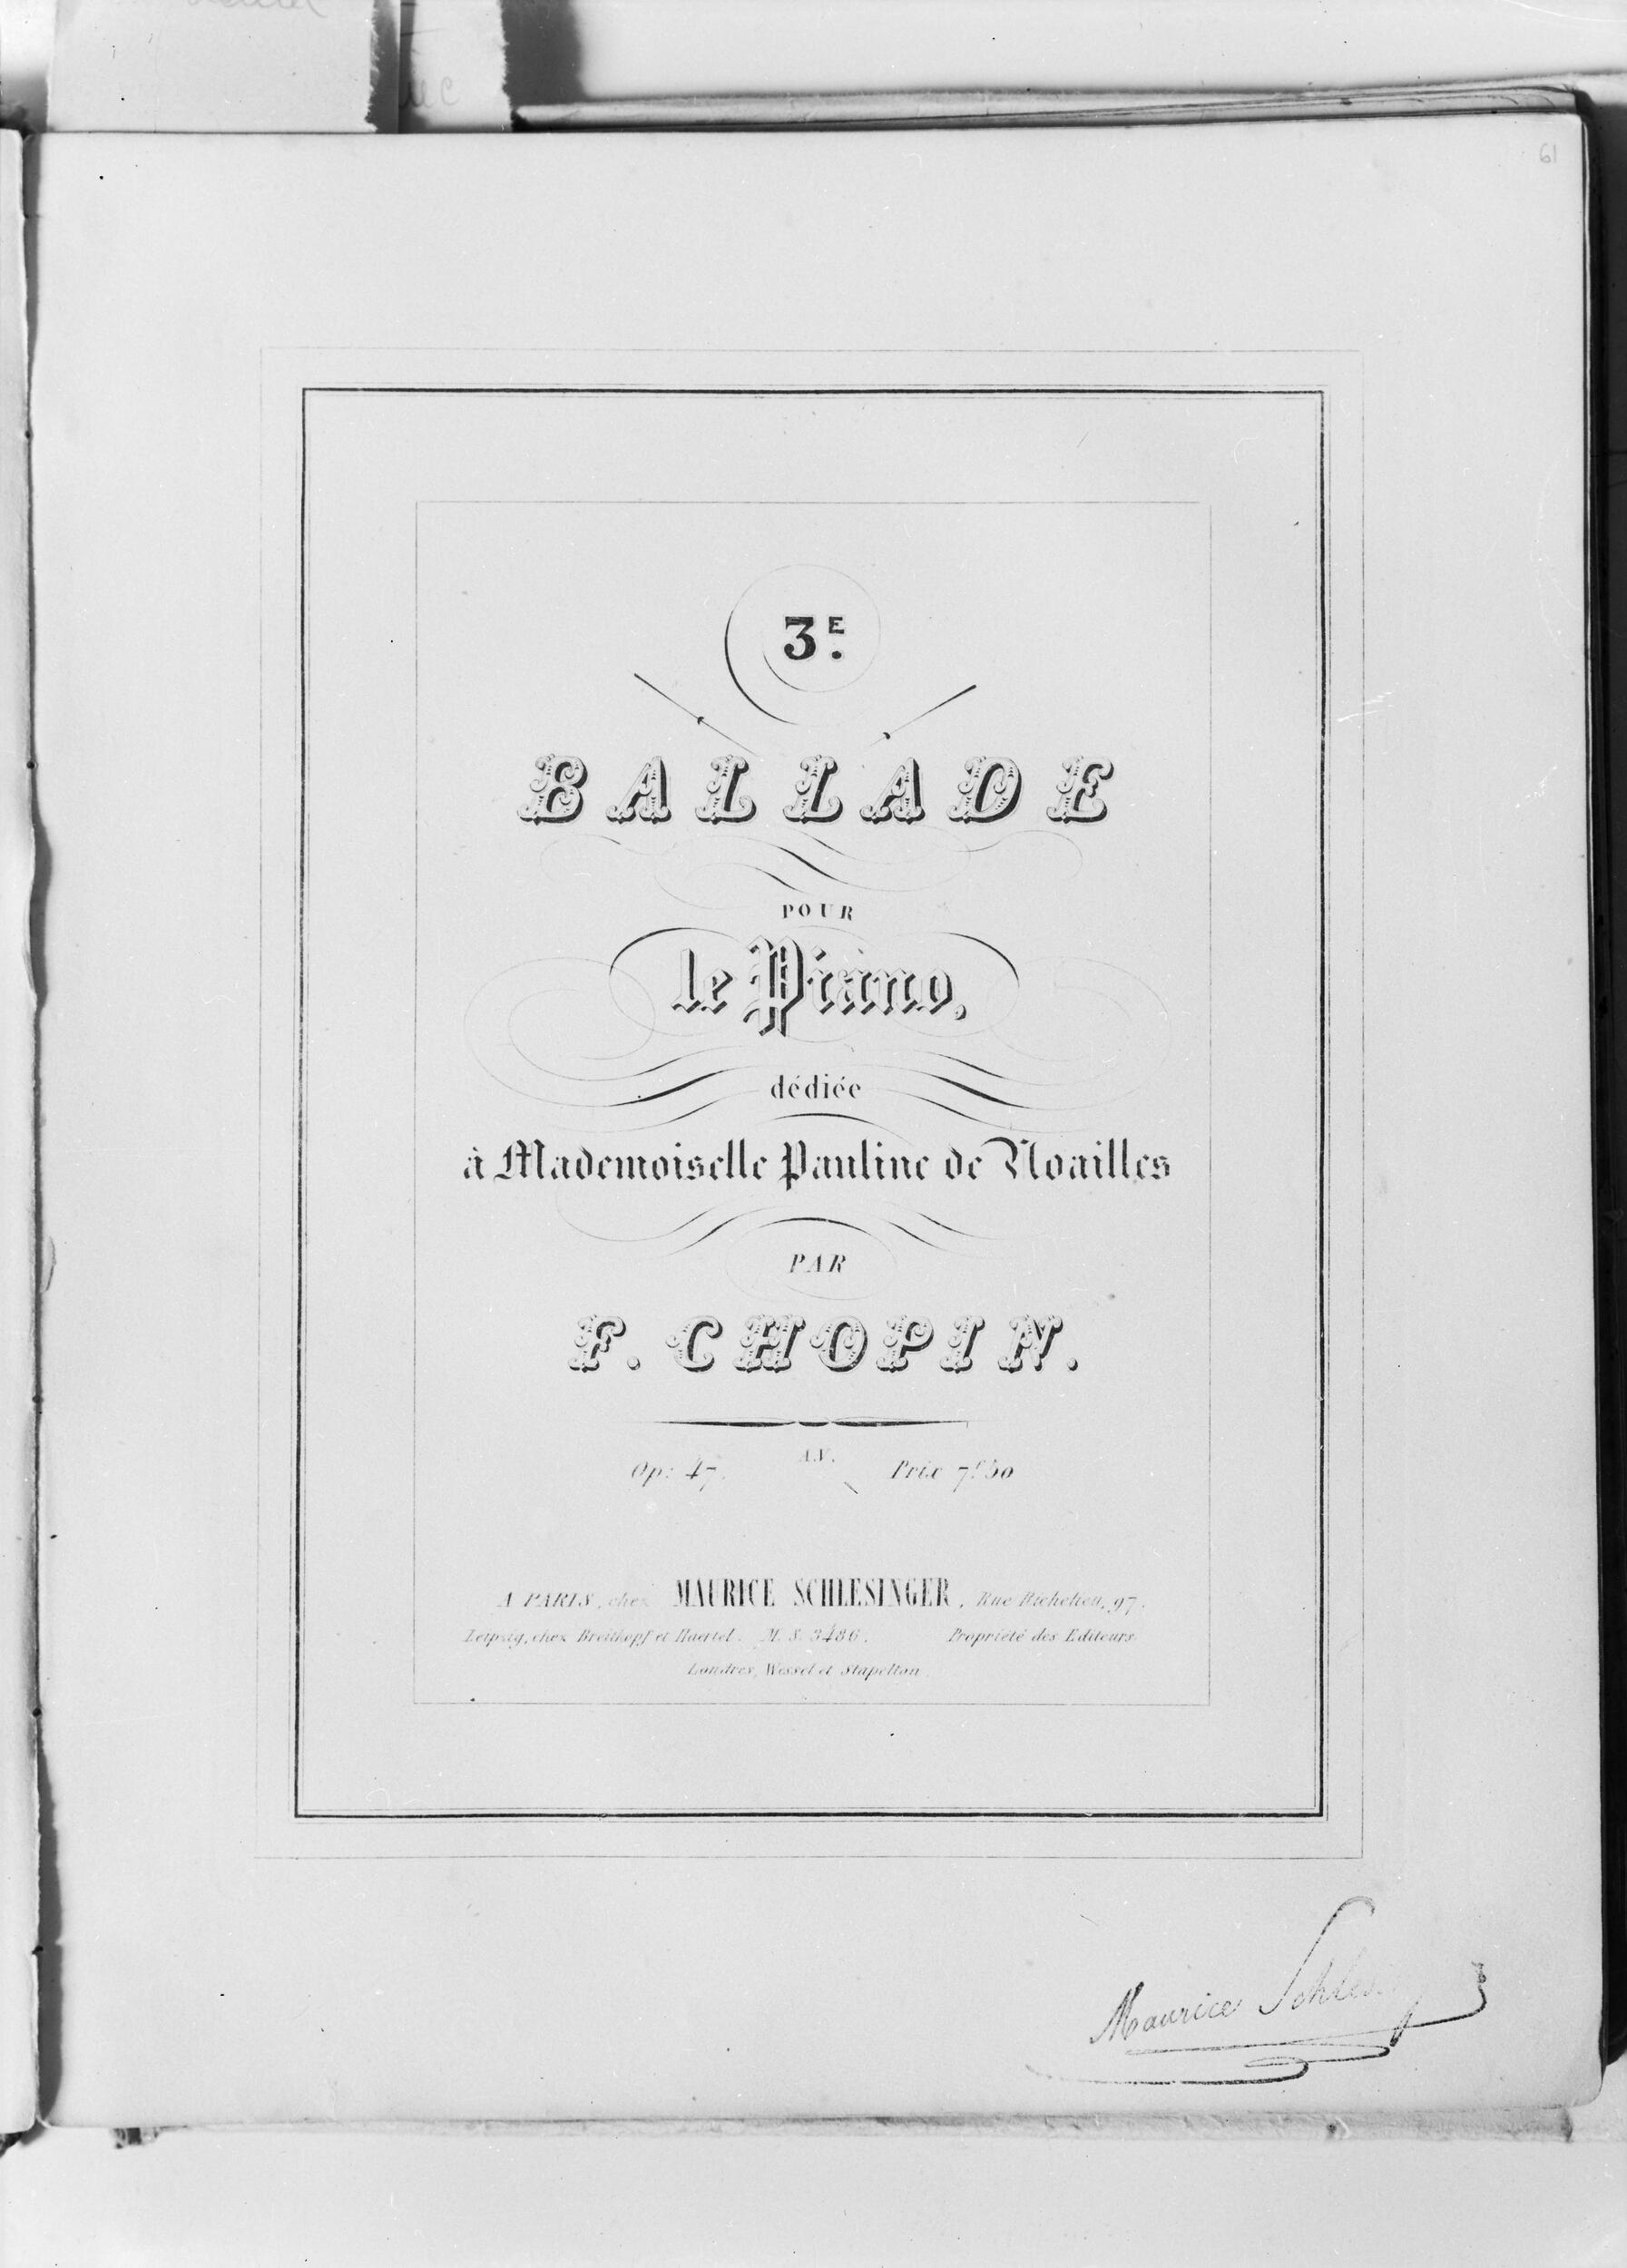 61
3E.
BALLADE
POUR
le Piano,
dédiée
à Mademoiselle Pauline de Noailles
PAR
F. CHOPIN.
A.V.
Op: 47. Prix 7f 50
A PARIS, chez MAURICE SCHLESINGER, Rue Richelieu, 97.
Leipzig, chez Breitkopf et Haertel. M. S. 3486. Propriété des Editeurs
Londres, Wessel et Stapelton
Maurice